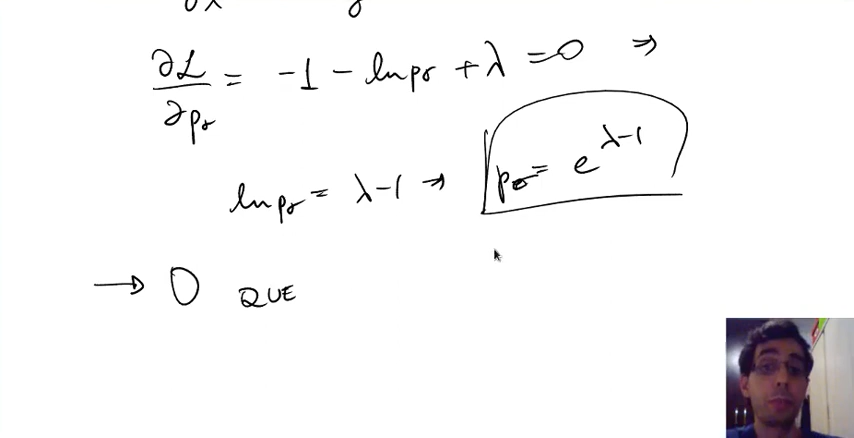 ∂ℒ/∂pσ = -1 - ln pσ + λ = 0 ⇒
ln pσ = λ-1 → pσ = e^{λ-1}
→ O QUE